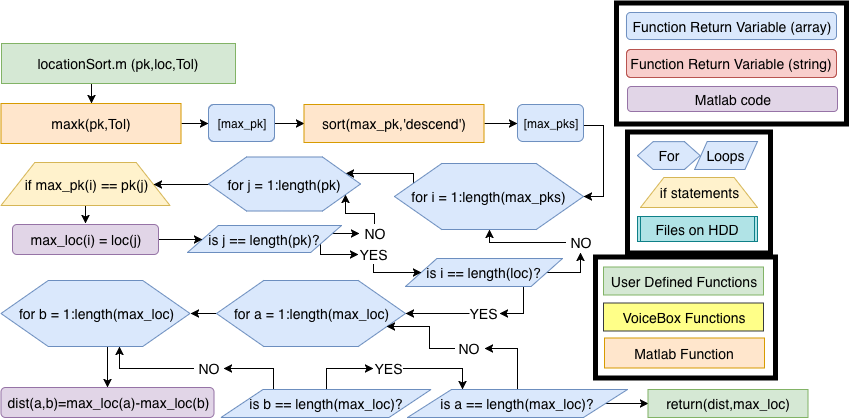 locationSort.m (pk,loc,Tol)
maxk(pk,Tol)
[max_pk]
sort(max_pk,'descend')
[max_pks]
if max_pk(i) == pk(j)
for j = 1:length(pk)
for i = 1:length(max_pks)
max_loc(i) = loc(j)
is j == length(pk)?
NO
YES
NO
is i == length(loc)?
for b = 1:length(max_loc)
for a = 1:length(max_loc)
YES
NO
NO
YES
dist(a,b)=max_loc(a)-max_loc(b)
is b == length(max_loc)?
is a == length(max_loc)?
return(dist,max_loc)
Function Return Variable (array)
Function Return Variable (string)
Matlab code
For
Loops
if statements
Files on HDD
User Defined Functions
VoiceBox Functions
Matlab Function